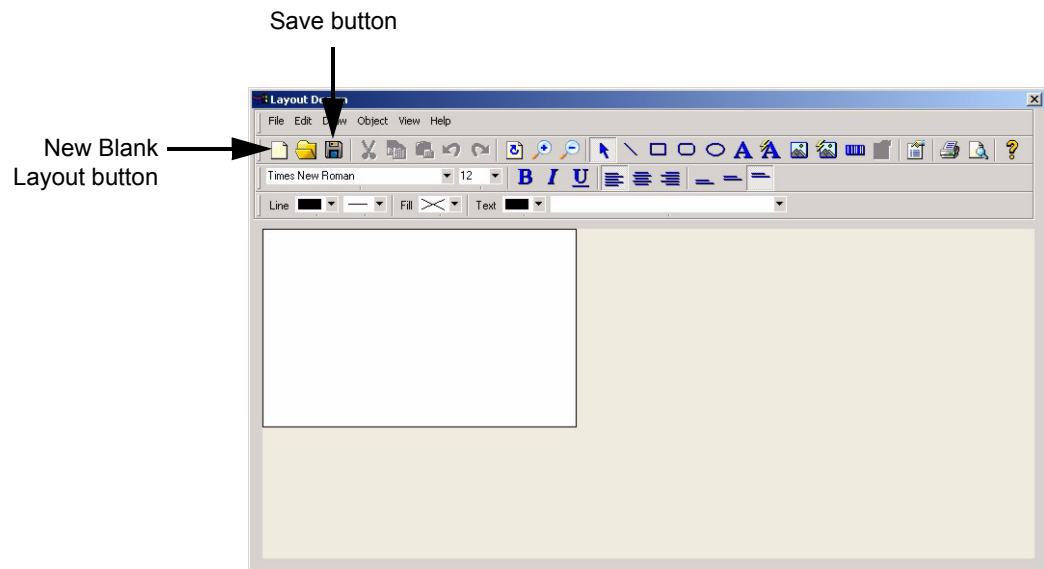 Save button
Layout Design
File Edit Draw Object View Help
New Blank
Layout button
Times New Roman 12 B I U
Line Fill Text